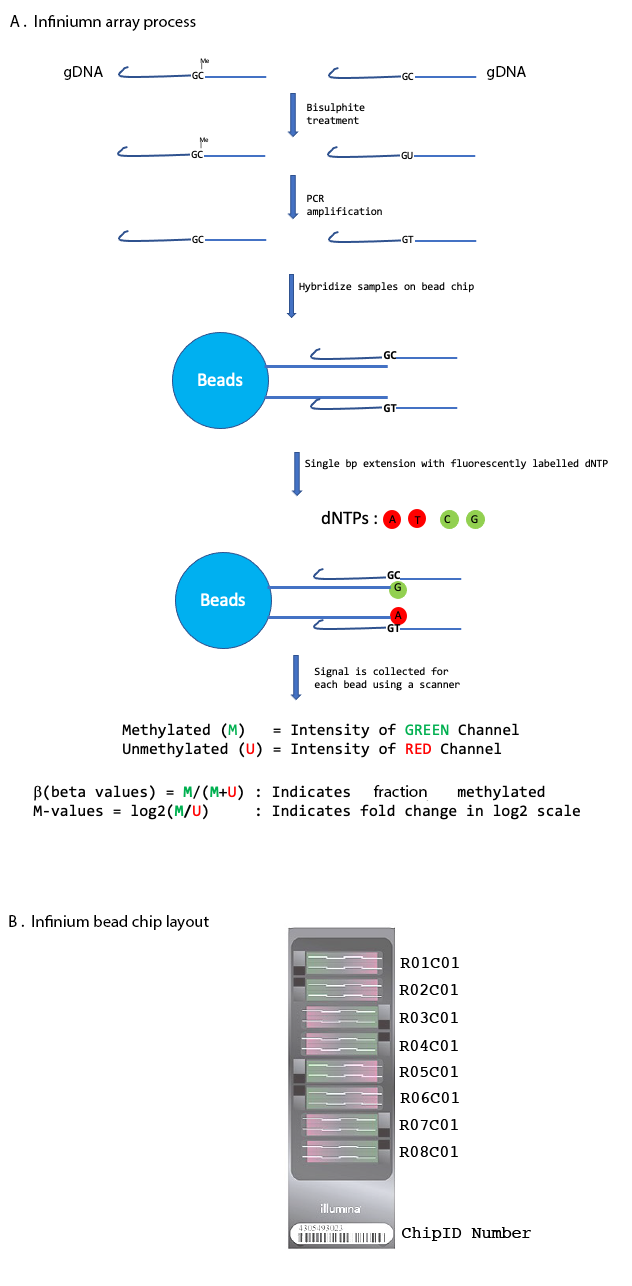 A. Infiniumn array process
Me
gDNA GC GC gDNA
Bisulphite
treatment
Me
GC GU
PCR
amplification
GC GT
Hybridize samples on bead chip
GC
Beads
GT
Single bp extension with fluorescently labelled dNTP
dNTPs : A T C G
GC
G
Beads
A
GT
Signal is collected for
each bead using a scanner
Methylated (M) = Intensity of GREEN Channel
Unmethylated (U) = Intensity of RED Channel
β(beta values) = M/(M+U) : Indicates fraction methylated
M-values = log2(M/U) : Indicates fold change in log2 scale
B. Infinium bead chip layout
R01C01
R02C01
R03C01
R04C01
R05C01
R06C01
R07C01
R08C01
illumina
4305493023
ChipID Number